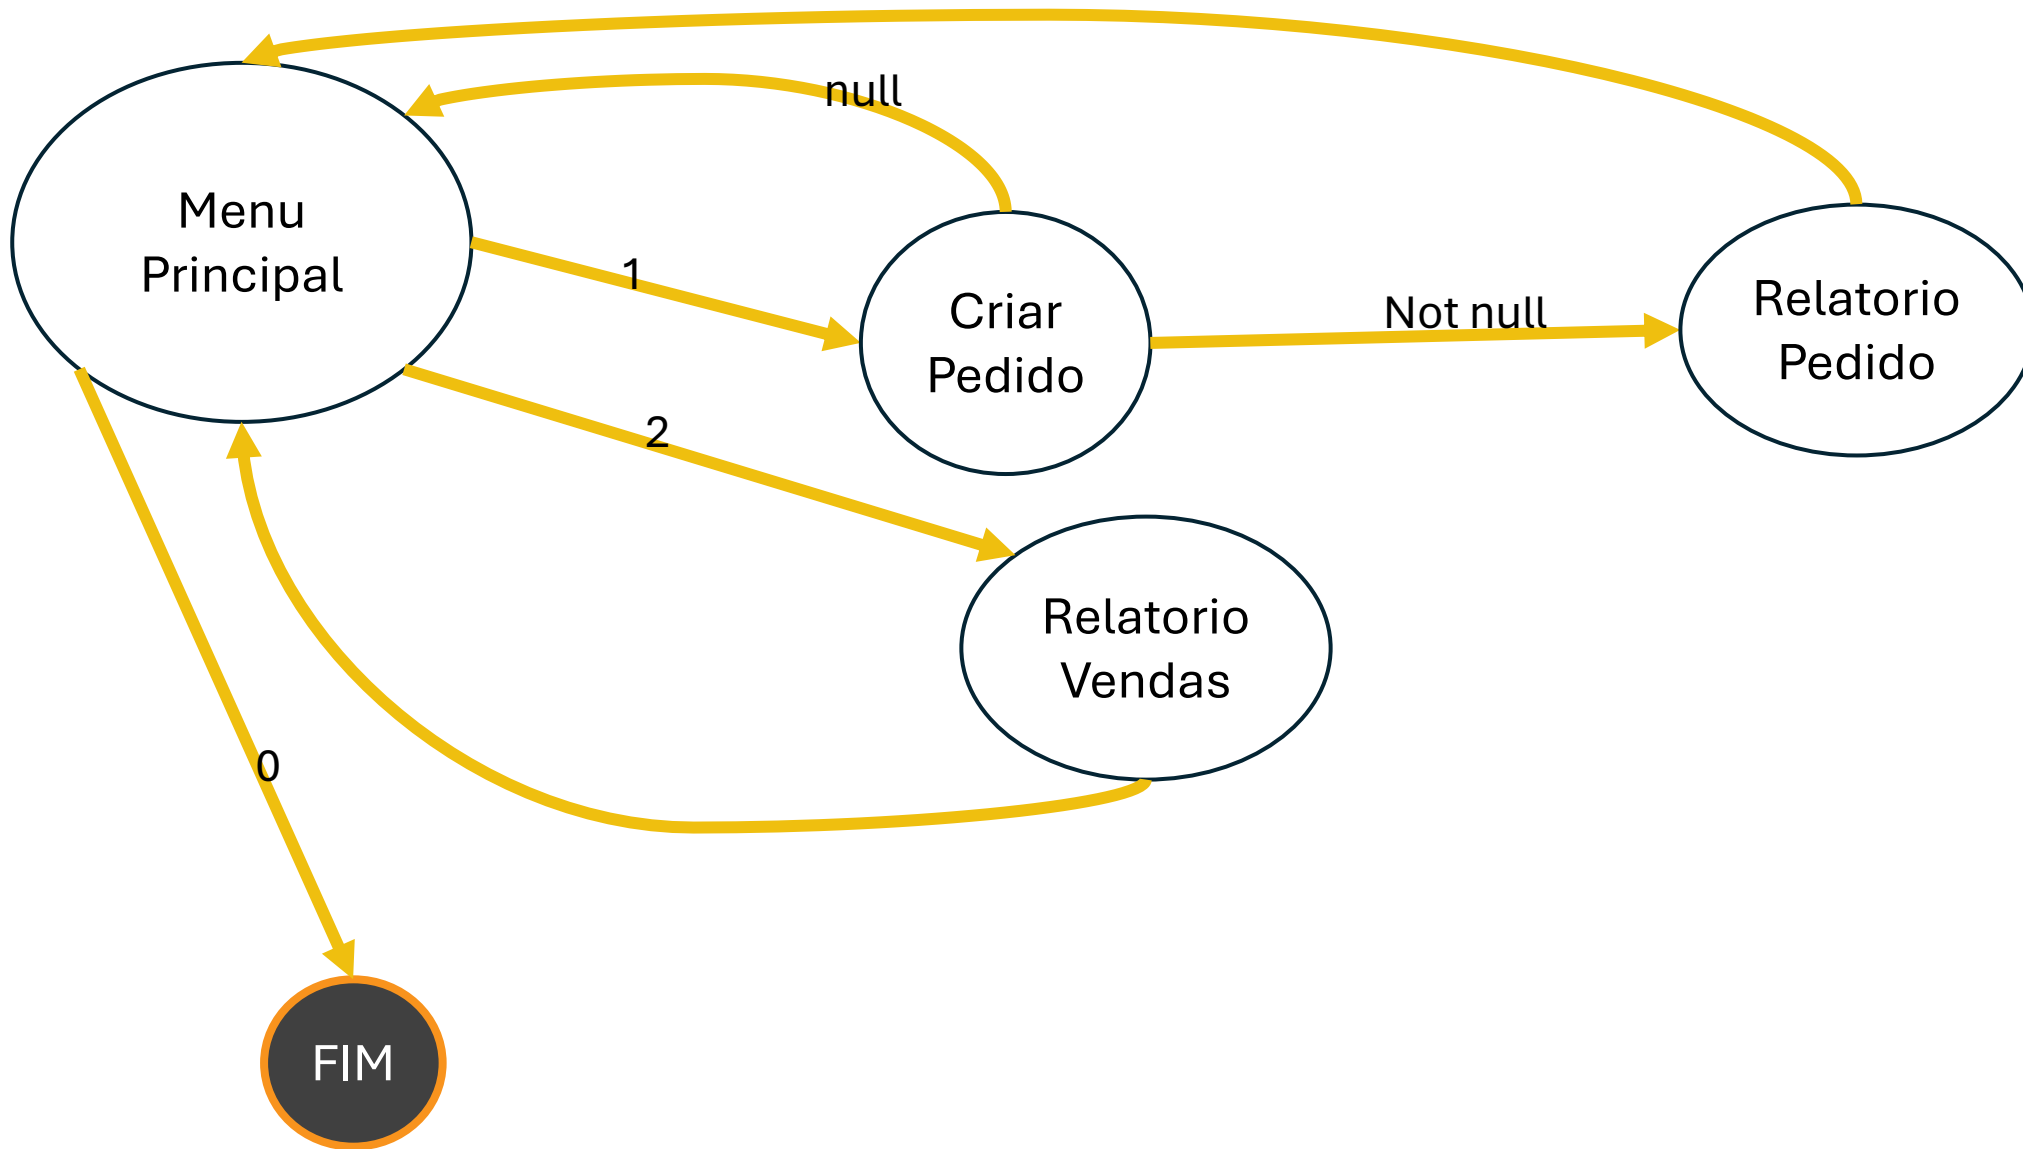 null
Menu
Principal
1
Criar
Pedido
Not null
Relatorio
Pedido
2
Relatorio
Vendas
0
FIM